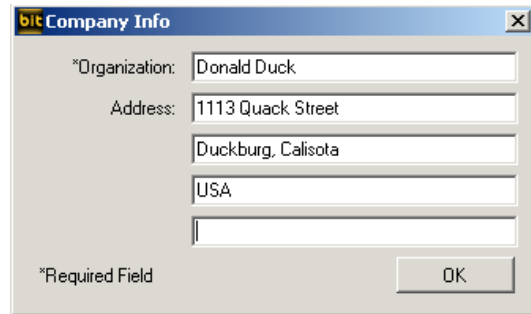 bit Company Info
*Organization: Donald Duck
Address: 1113 Quack Street
Duckburg, Calisota
USA
*Required Field OK